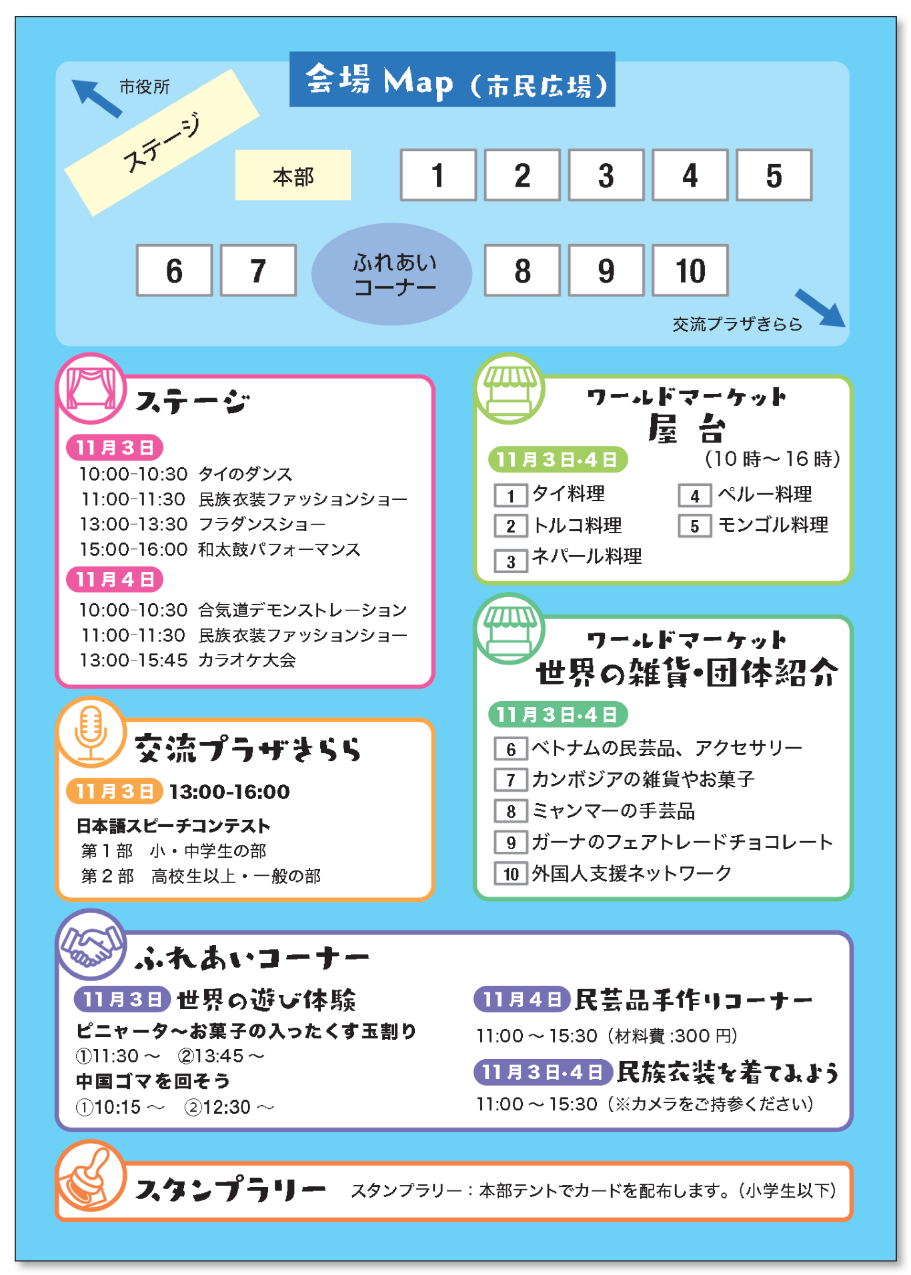 会場 Map（市民広場）
市役所
ステージ
本部
1
2
3
4
5
6
7
ふれあい
コーナー
8
9
10
交流プラザきらら
ステージ
11月3日
10:00-10:30 タイのダンス
11:00-11:30 民族衣装ファッションショー
13:00-13:30 フラダンスショー
15:00-16:00 和太鼓パフォーマンス
11月4日
10:00-10:30 合気道デモンストレーション
11:00-11:30 民族衣装ファッションショー
13:00-15:45 カラオケ大会
交流プラザきらら
11月3日 13:00-16:00
日本語スピーチコンテスト
第1部 小・中学生の部
第2部 高校生以上・一般の部
ワールドマーケット
屋台
11月3日・4日 （10時～16時）
1 タイ料理
2 トルコ料理
3 ネパール料理
4 ペルー料理
5 モンゴル料理
ワールドマーケット
世界の雑貨・団体紹介
11月3日・4日
6 ベトナムの民芸品、アクセサリー
7 カンボジアの雑貨やお菓子
8 ミャンマーの手芸品
9 ガーナのフェアトレードチョコレート
10 外国人支援ネットワーク
ふれあいコーナー
11月3日 世界の遊び体験
ピニャータ～お菓子の入ったくす玉割り
①11:30～ ②13:45～
中国ゴマを回そう
①10:15～ ②12:30～
11月4日 民芸品手作りコーナー
11:00～15:30（材料費:300円）
11月3日・4日 民族衣装を着てみよう
11:00～15:30（※カメラをご持参ください）
スタンプラリー スタンプラリー：本部テントでカードを配布します。（小学生以下）